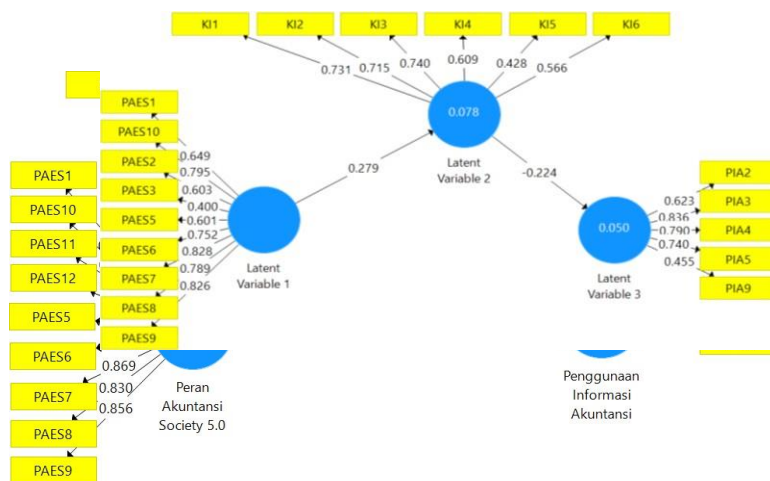 KI1
KI2
KI3
KI4
KI5
KI6
0.731
0.715
0.740
0.609
0.428
0.566
0.078
Latent
Variable 2
0.279
-0.224
PAES1
PAES10
PAES2
PAES3
PAES5
PAES6
PAES7
PAES8
PAES9
0.649
0.795
0.603
0.400
0.601
0.752
0.828
0.789
0.826
Latent
Variable 1
0.050
Latent
Variable 3
0.623
0.836
0.790
0.740
0.455
PIA2
PIA3
PIA4
PIA5
PIA9
PAES1
PAES10
PAES11
PAES12
PAES5
PAES6
PAES7
PAES8
PAES9
0.869
0.830
0.856
Peran
Akuntansi
Society 5.0
Penggunaan
Informasi
Akuntansi